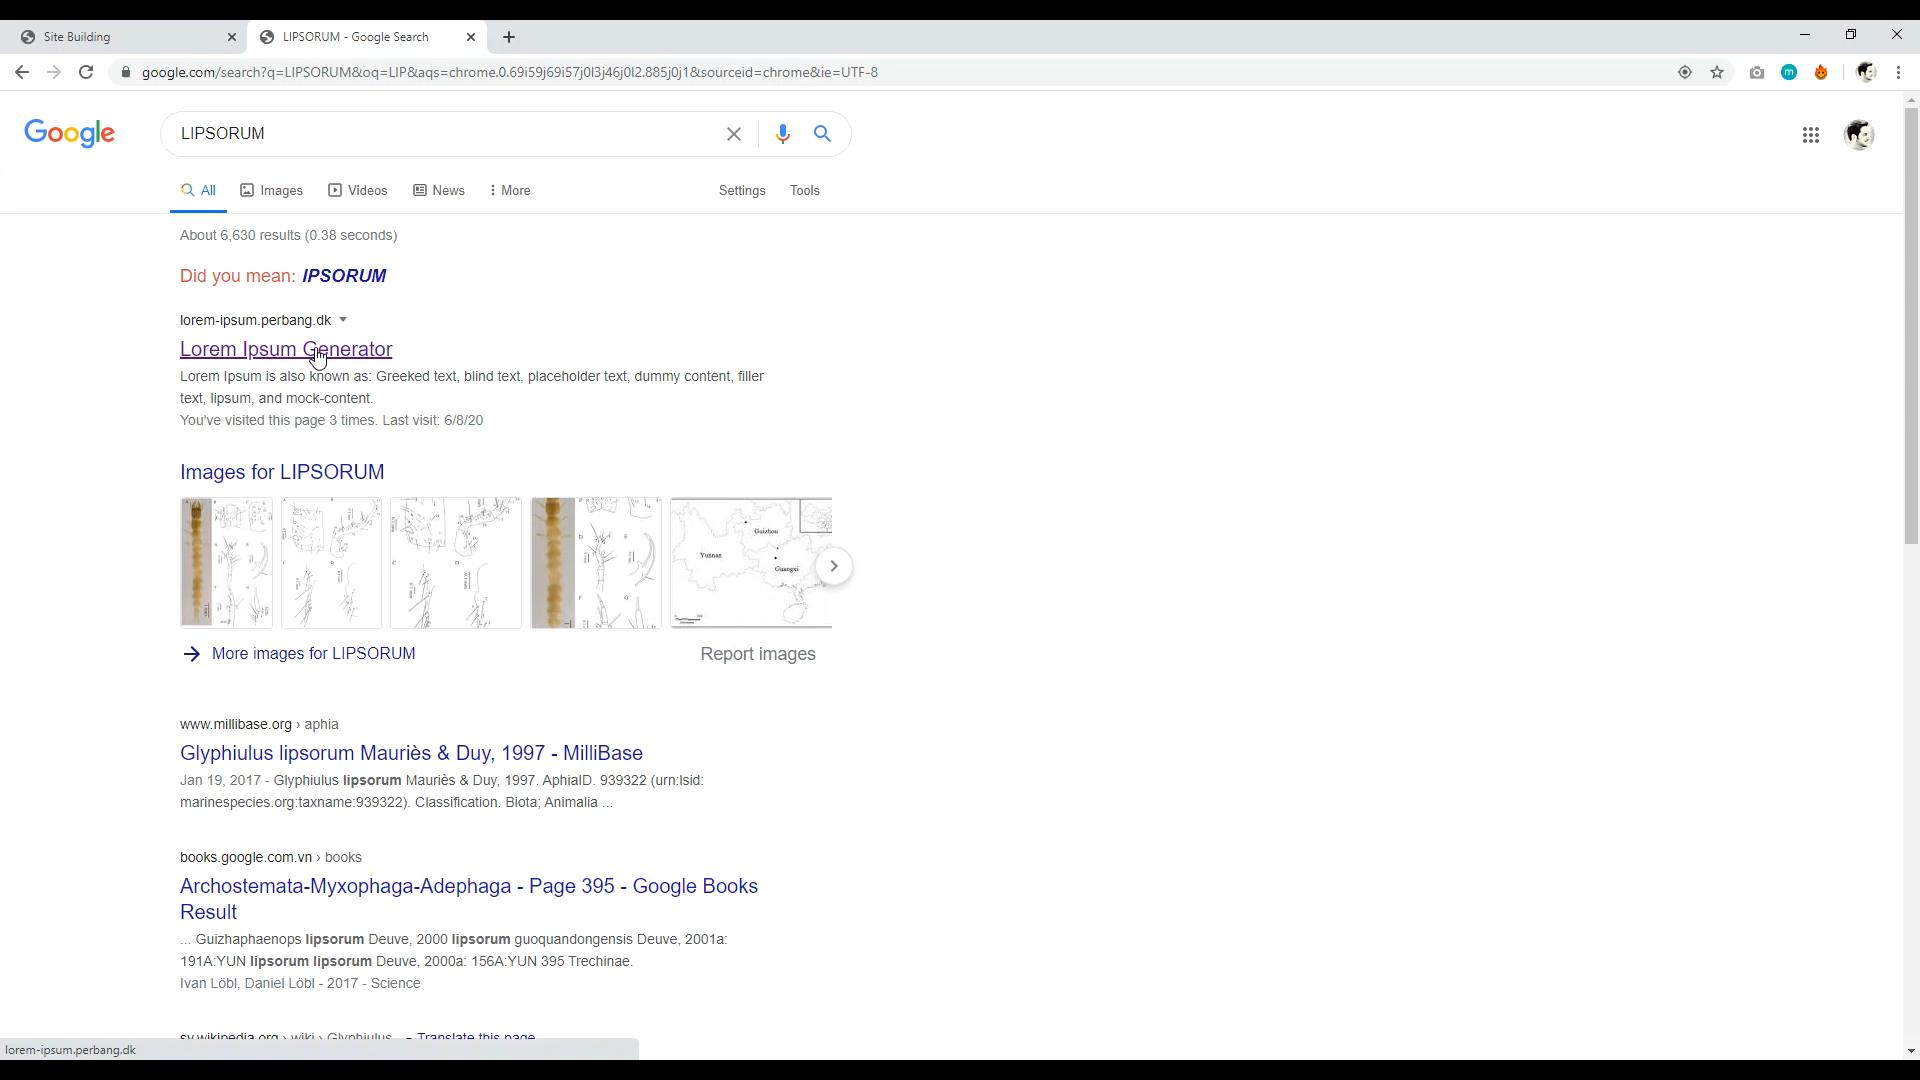 Site Building
LIPSORUM - Google Search
google.com/search?q=LIPSORUM&oq=LIP&aqs=chrome.0.69i59j69i57j0l3j46j0l2.885j0j1&sourceid=chrome&ie=UTF-8
m
Google
LIPSORUM
All Images Videos News More Settings Tools
About 6,630 results (0.38 seconds)
Did you mean: IPSORUM
lorem-ipsum.perbang.dk
Lorem Ipsum Generator
Lorem Ipsum is also known as: Greeked text, blind text, placeholder text, dummy content, filler
text, lipsum, and mock-content.
You've visited this page 3 times. Last visit: 6/8/20
Images for LIPSORUM
Guizhou
Yunnan
Guangxi
More images for LIPSORUM Report images
www.millibase.org › aphia
Glyphiulus lipsorum Mauriès & Duy, 1997 - MilliBase
Jan 19, 2017 - Glyphiulus lipsorum Mauriès & Duy, 1997. AphiaID. 939322 (urn:lsid:
marinespecies.org:taxname:939322). Classification. Biota; Animalia ...
books.google.com.vn › books
Archostemata-Myxophaga-Adephaga - Page 395 - Google Books
Result
... Guizhaphaenops lipsorum Deuve, 2000 lipsorum guoquandongensis Deuve, 2001a:
191A:YUN lipsorum lipsorum Deuve, 2000a: 156A:YUN 395 Trechinae.
Ivan Löbl, Daniel Löbl - 2017 - Science
sv.wikipedia.org › wiki › Glyphiulus... Translate this page
lorem-ipsum.perbang.dk